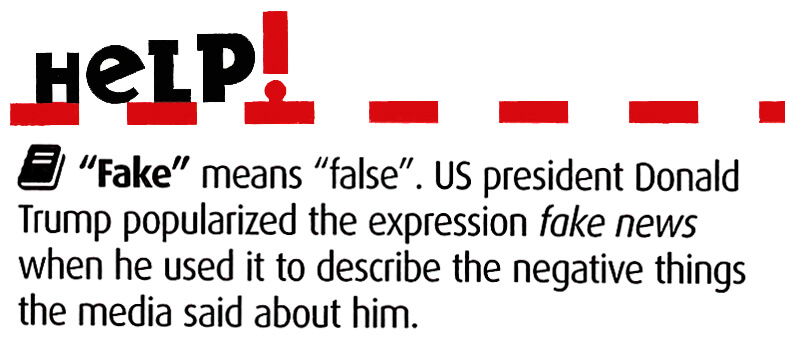 HeLP!
“Fake” means “false”. US president Donald
Trump popularized the expression fake news
when he used it to describe the negative things
the media said about him.